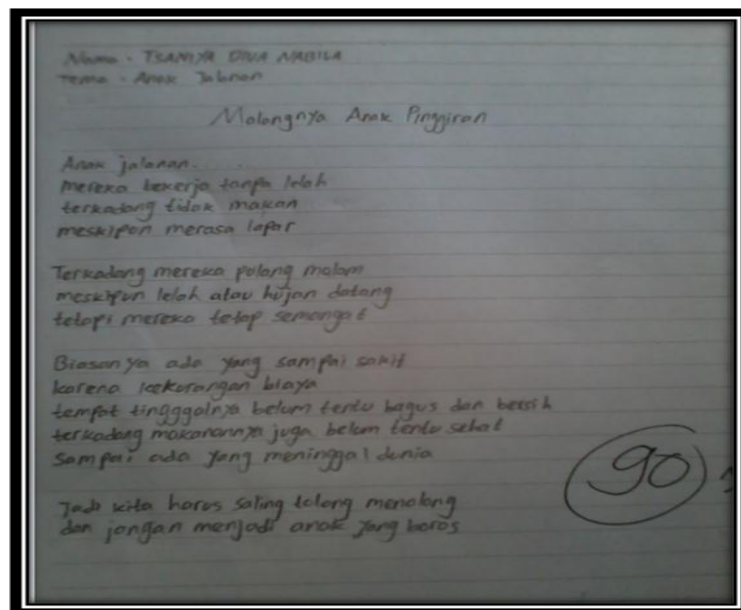 Nama : TSANIYA DIVA NABILA
Tema : Anak Jalanan
Malangnya Anak Pinggiran
Anak jalanan....
mereka bekerja tanpa lelah
terkadang tidak makan
meskipun merasa lapar
Terkadang mereka pulang malam
meskipun lelah atau hujan datang
tetapi mereka tetap semangat
Biasanya ada yang sampai sakit
karena kekurangan biaya
tempat tingggalnya belum tentu bagus dan bersih
terkadang makanannya juga belum tentu sehat
sampai ada yang meninggal dunia
Jadi kita harus saling tolong menolong
dan jangan menjadi anak yang boros
90